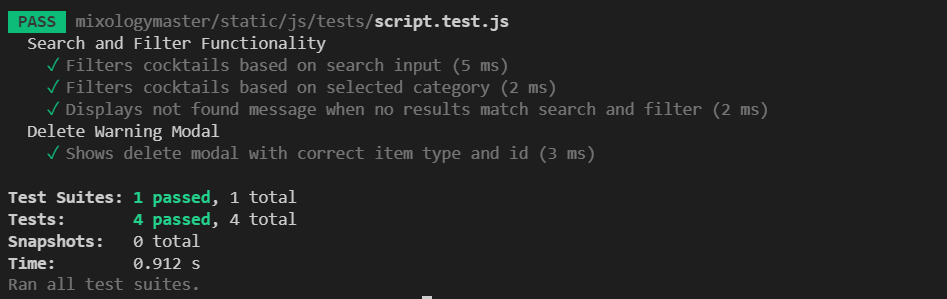 PASS mixologymaster/static/js/tests/script.test.js
Search and Filter Functionality
✓ Filters cocktails based on search input (5 ms)
✓ Filters cocktails based on selected category (2 ms)
✓ Displays not found message when no results match search and filter (2 ms)
Delete Warning Modal
✓ Shows delete modal with correct item type and id (3 ms)
Test Suites: 1 passed, 1 total
Tests: 4 passed, 4 total
Snapshots: 0 total
Time: 0.912 s
Ran all test suites.